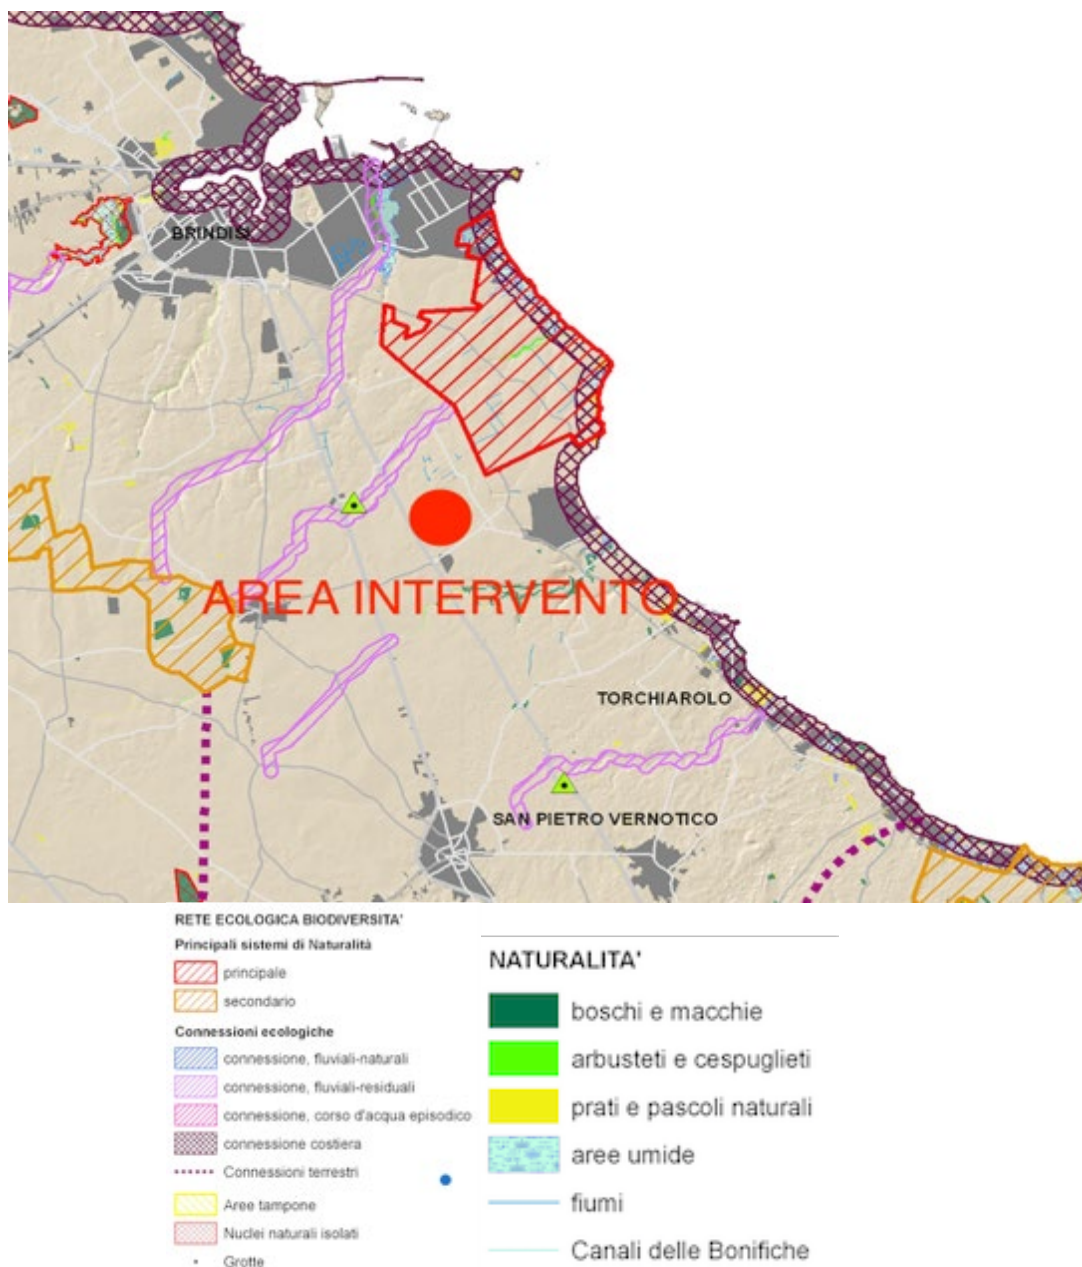 BRINDISI
AREA INTERVENTO
TORCHIAROLO
SAN PIETRO VERNOTICO
RETE ECOLOGICA BIODIVERSITA'
Principali sistemi di Naturalità
principale
secondario
Connessioni ecologiche
connessione, fluviali-naturali
connessione, fluviali-residuali
connessione, corso d'acqua episodico
connessione costiera
Connessioni terrestri
Aree tampone
Nuclei naturali isolati
Grotte
NATURALITA'
boschi e macchie
arbusteti e cespuglieti
prati e pascoli naturali
aree umide
fiumi
Canali delle Bonifiche